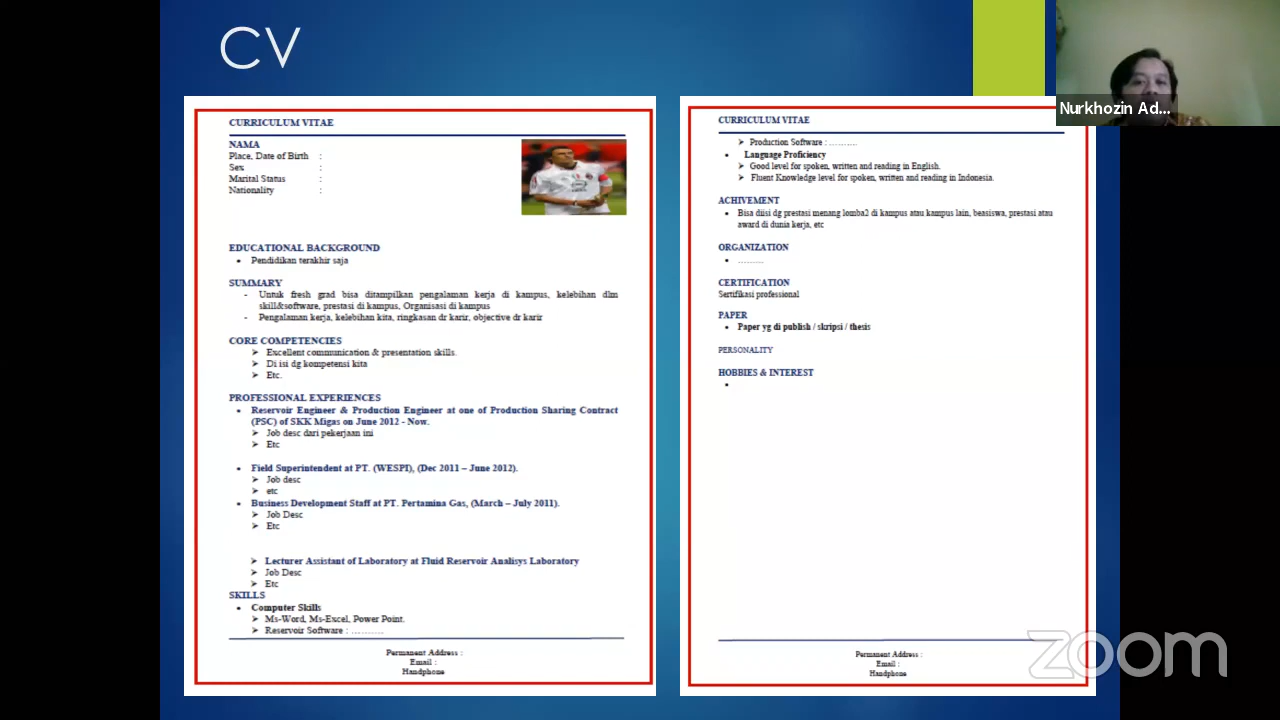 CV
Nurkhozin Ad...
CURRICULUM VITAE
NAMA
Place, Date of Birth :
Sex :
Marital Status :
Nationality :
EDUCATIONAL BACKGROUND
• Pendidikan terakhir saja
SUMMARY
- Untuk fresh grad bisa ditampilkan pengalaman kerja di kampus, kelebihan dlm
skill&software, prestasi di kampus, Organisasi di kampus
- Pengalaman kerja, kelebihan kita, ringkasan dr karir, objective dr karir
CORE COMPETENCIES
➢ Excellent communication & presentation skills.
➢ Di isi dg kompetensi kita
➢ Etc.
PROFESSIONAL EXPERIENCES
• Reservoir Engineer & Production Engineer at one of Production Sharing Contract
(PSC) of SKK Migas on June 2012 - Now.
➢ Job desc dari pekerjaan ini
➢ Etc
• Field Superintendent at PT. (WESPI), (Dec 2011 – June 2012).
➢ Job desc
➢ etc
• Business Development Staff at PT. Pertamina Gas, (March – July 2011).
➢ Job Desc
➢ Etc
➢ Lecturer Assistant of Laboratory at Fluid Reservoir Analisys Laboratory
➢ Job Desc
➢ Etc
SKILLS
• Computer Skills
➢ Ms-Word, Ms-Excel, Power Point.
➢ Reservoir Software : ……….
Permanent Address :
Email :
Handphone
CURRICULUM VITAE
➢ Production Software : ……….
• Language Proficiency
➢ Good level for spoken, written and reading in English.
➢ Fluent Knowledge level for spoken, written and reading in Indonesia.
ACHIVEMENT
• Bisa diisi dg prestasi menang lomba2 di kampus atau kampus lain, beasiswa, prestasi atau
award di dunia kerja, etc
ORGANIZATION
• ………
CERTIFICATION
Sertifikasi professional
PAPER
• Paper yg di publish / skripsi / thesis
PERSONALITY
HOBBIES & INTEREST
•
Permanent Address :
Email :
Handphone
zoom